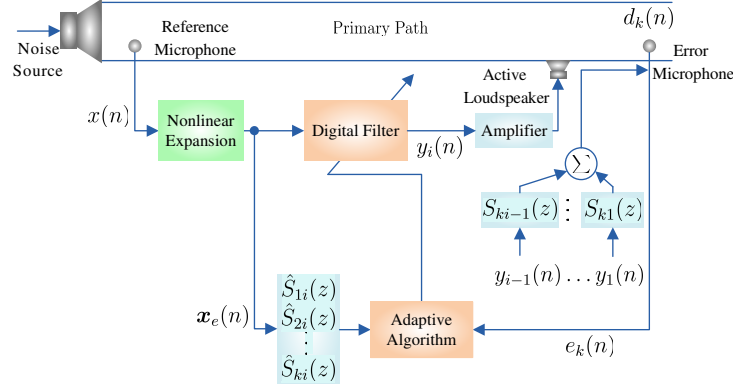 d_k(n)
Reference
Microphone
Primary Path
Noise
Source
Error
Microphone
Active
Loudspeaker
x(n)
Nonlinear
Expansion
Digital Filter
y_i(n)
Amplifier
Σ
S_{ki-1}(z) ⋮ S_{k1}(z)
y_{i-1}(n) ... y_1(n)
x_e(n)
Ŝ_{1i}(z)
Ŝ_{2i}(z)
⋮
Ŝ_{ki}(z)
Adaptive
Algorithm
e_k(n)